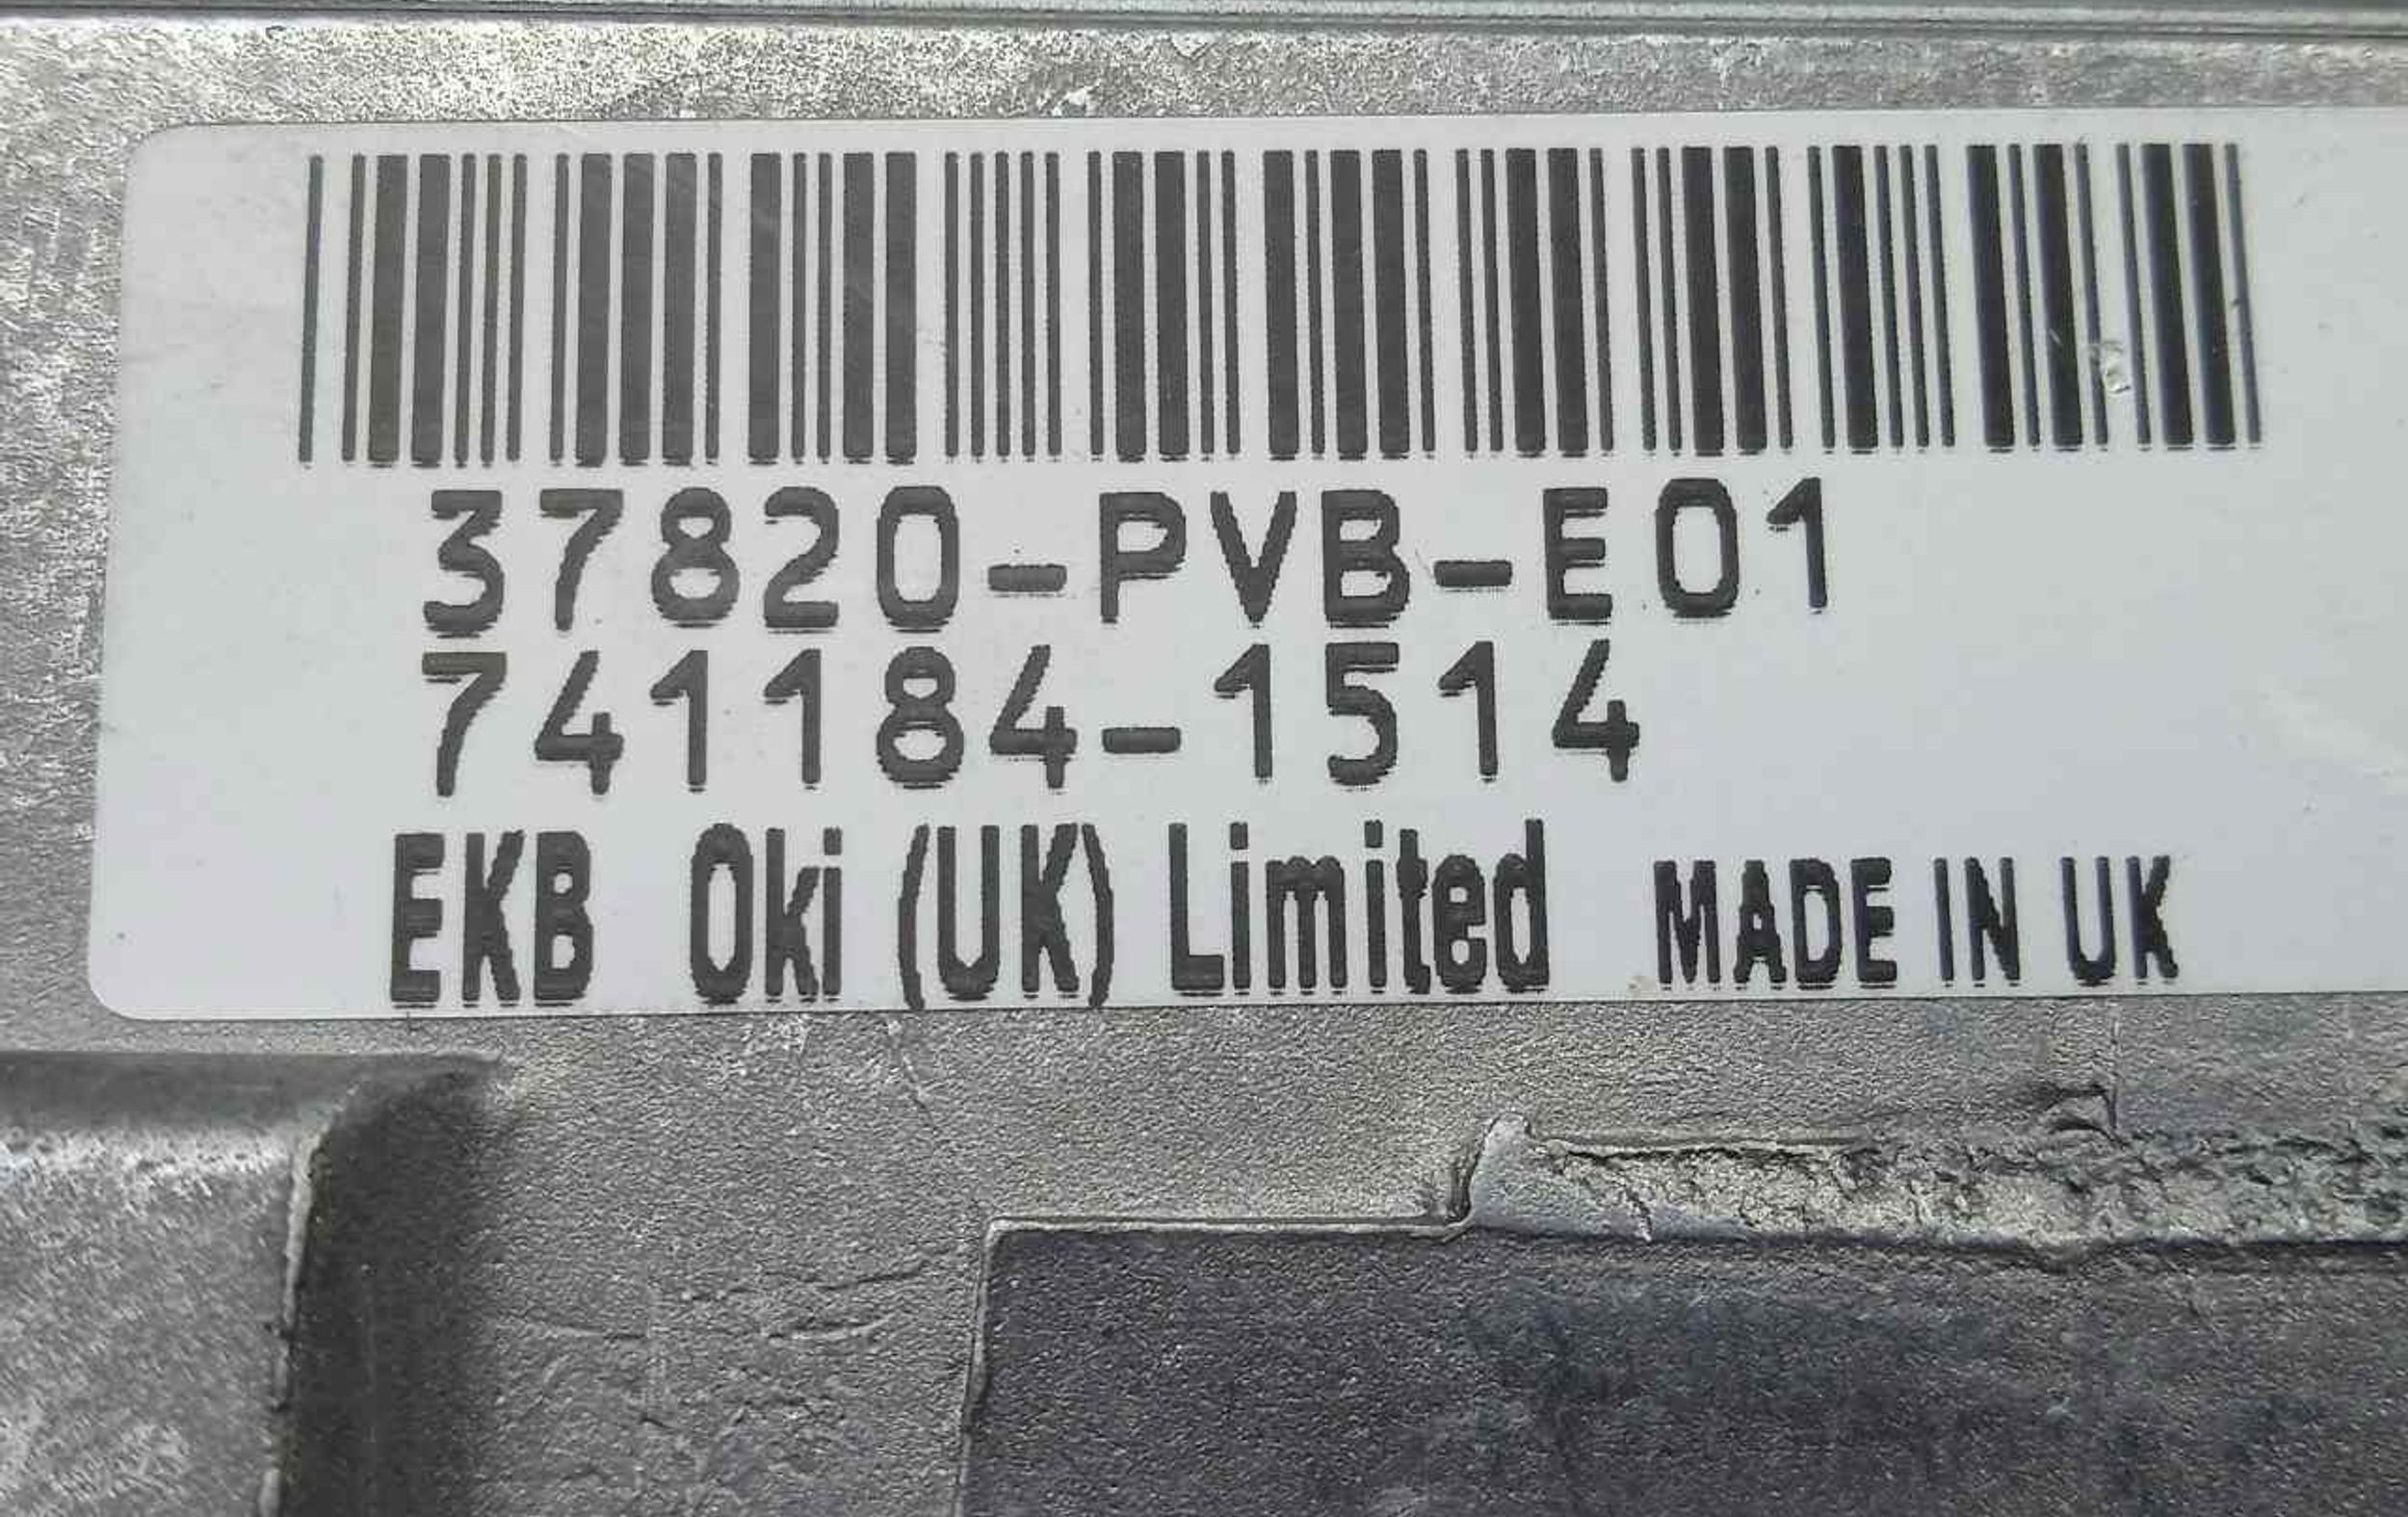 37820-PVB-E01
741184-1514
EKB Oki (UK) Limited MADE IN UK